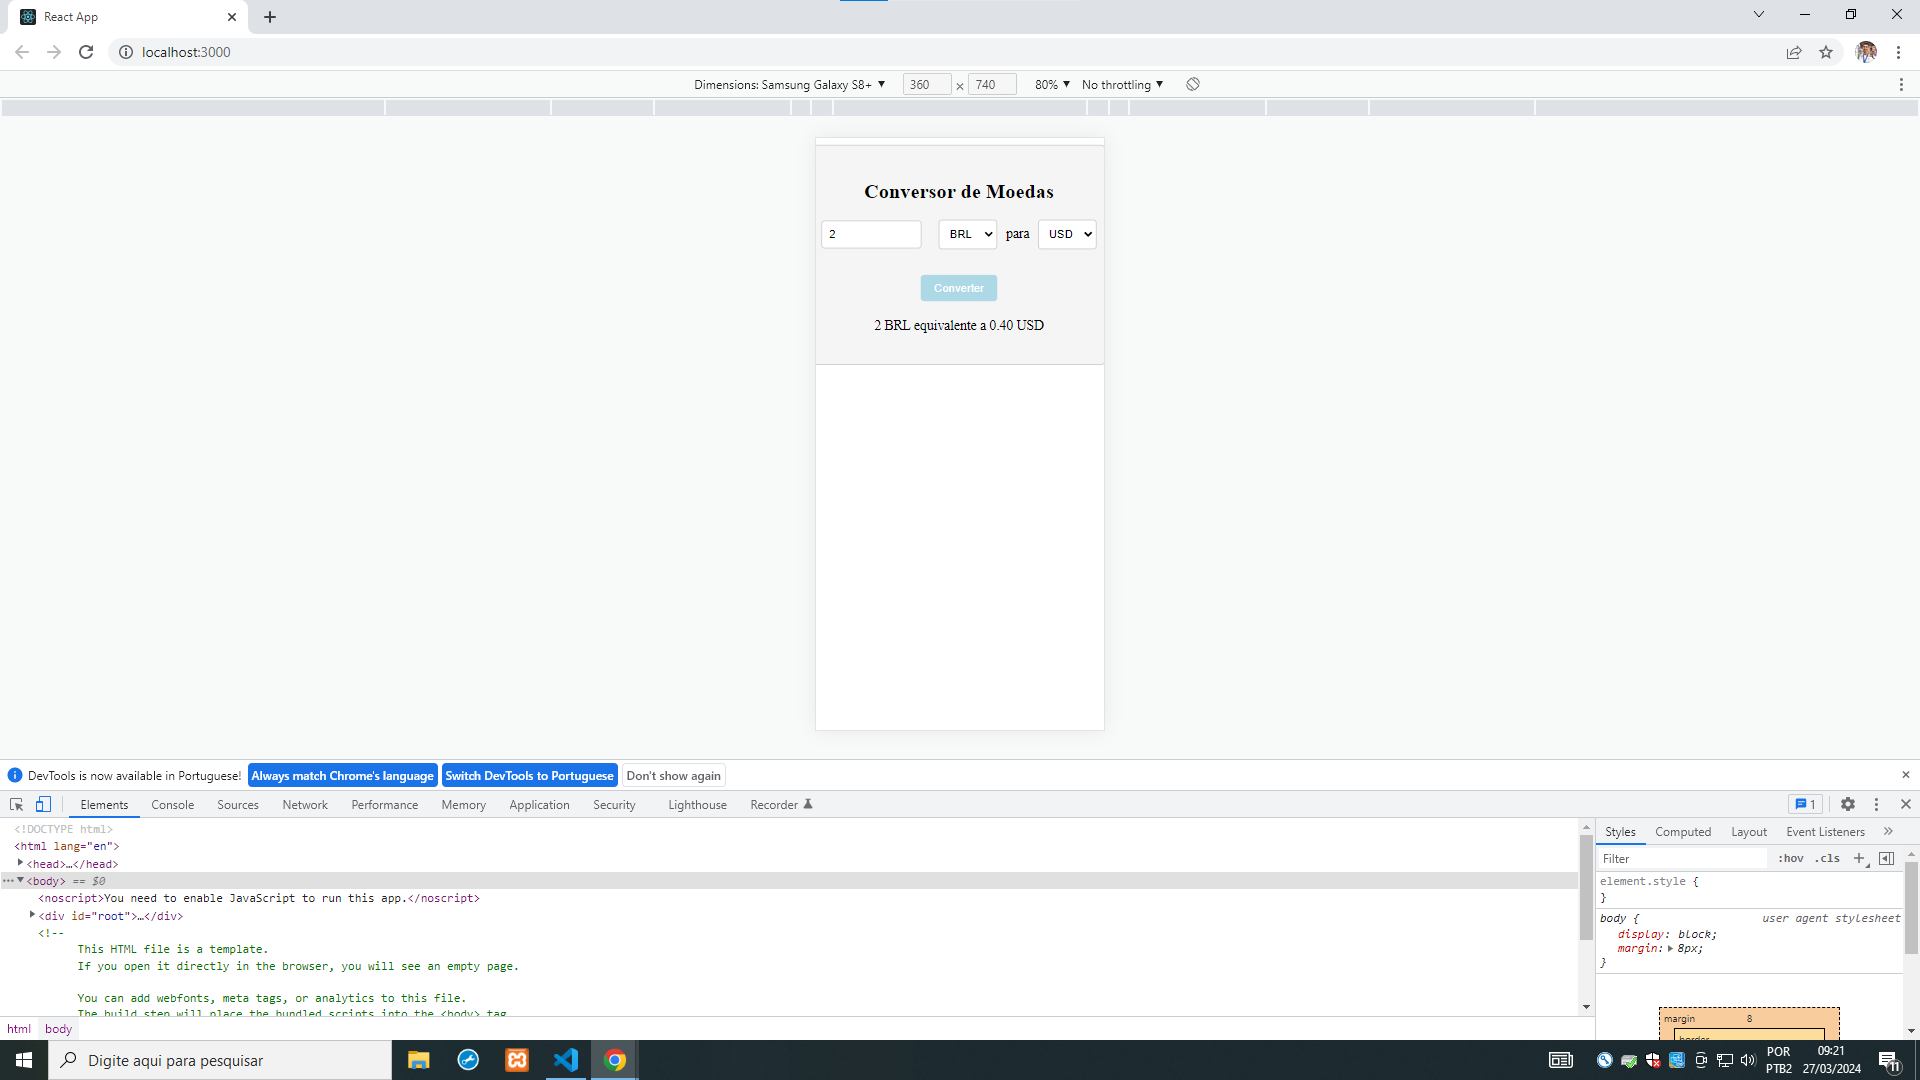 React App
localhost:3000
Dimensions: Samsung Galaxy S8+ ▼ 360 × 740 80% ▼ No throttling ▼
Conversor de Moedas
2 BRL para USD
Converter
2 BRL equivalente a 0.40 USD
DevTools is now available in Portuguese! Always match Chrome's language Switch DevTools to Portuguese Don't show again
Elements Console Sources Network Performance Memory Application Security Lighthouse Recorder 1
<!DOCTYPE html>
<html lang="en">
<head>…</head>
<body> == $0
<noscript>You need to enable JavaScript to run this app.</noscript>
<div id="root">…</div>
<!--
This HTML file is a template.
If you open it directly in the browser, you will see an empty page.
You can add webfonts, meta tags, or analytics to this file.
The build step will place the bundled scripts into the <body> tag
html body
Styles Computed Layout Event Listeners »
Filter :hov .cls
element.style {
}
body { user agent stylesheet
display: block;
margin: 8px;
}
margin 8
border
Digite aqui para pesquisar
POR
PTB2
09:21
27/03/2024
11